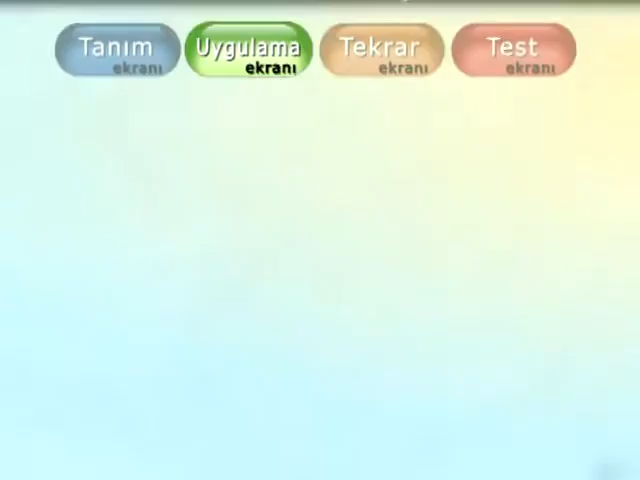 Tanım
ekranı
Uygulama
ekranı
Tekrar
ekranı
Test
ekranı